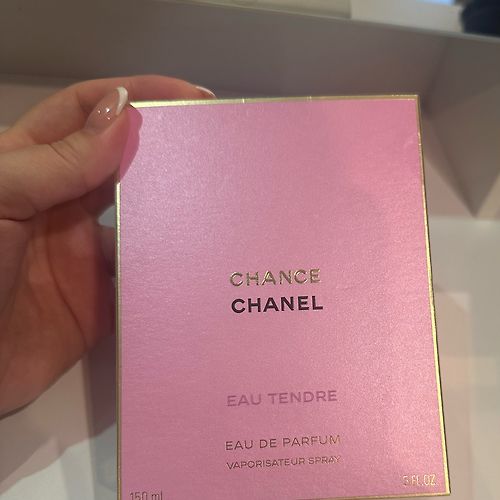 CHANCE
CHANEL
EAU TENDRE
EAU DE PARFUM
VAPORISATEUR SPRAY
150 ml 5 FL.OZ.